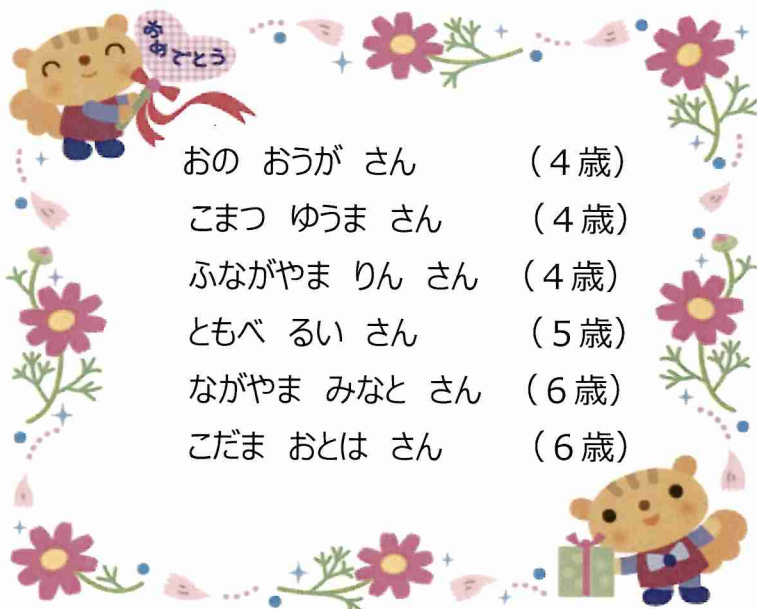 おめでとう
おの おうが さん （４歳）
こまつ ゆうま さん （４歳）
ふながやま りん さん （４歳）
ともべ るい さん （５歳）
ながやま みなと さん （６歳）
こだま おとは さん （６歳）